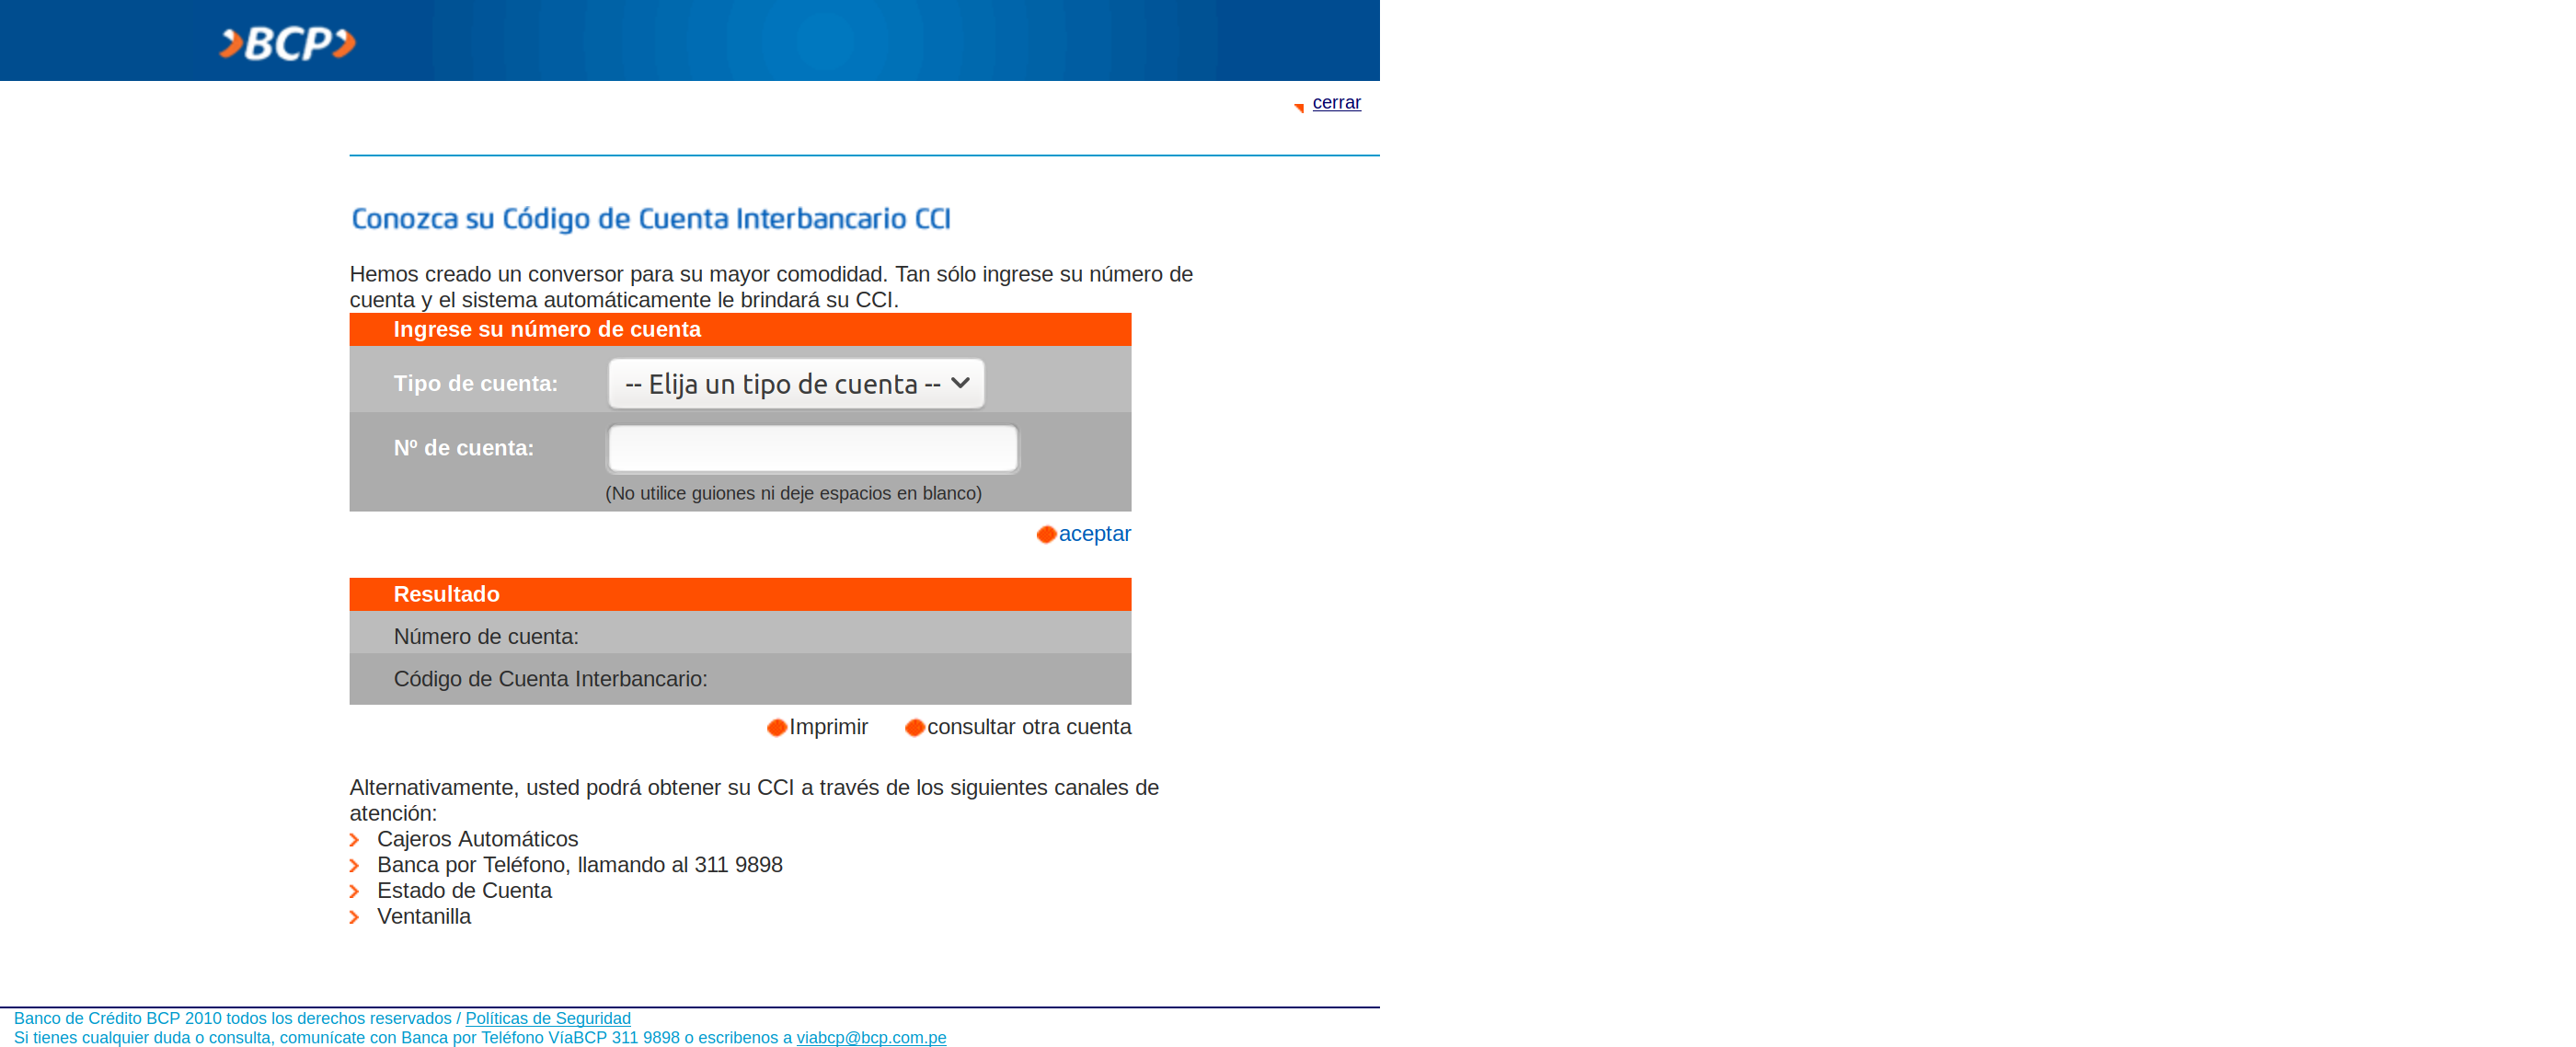 BCP
cerrar
Conozca su Código de Cuenta Interbancario CCI
Hemos creado un conversor para su mayor comodidad. Tan sólo ingrese su número de
cuenta y el sistema automáticamente le brindará su CCI.
Ingrese su número de cuenta
Tipo de cuenta:
-- Elija un tipo de cuenta --
Nº de cuenta:
(No utilice guiones ni deje espacios en blanco)
aceptar
Resultado
Número de cuenta:
Código de Cuenta Interbancario:
Imprimir consultar otra cuenta
Alternativamente, usted podrá obtener su CCI a través de los siguientes canales de
atención:
Cajeros Automáticos
Banca por Teléfono, llamando al 311 9898
Estado de Cuenta
Ventanilla
Banco de Crédito BCP 2010 todos los derechos reservados / Políticas de Seguridad
Si tienes cualquier duda o consulta, comunícate con Banca por Teléfono VíaBCP 311 9898 o escribenos a viabcp@bcp.com.pe